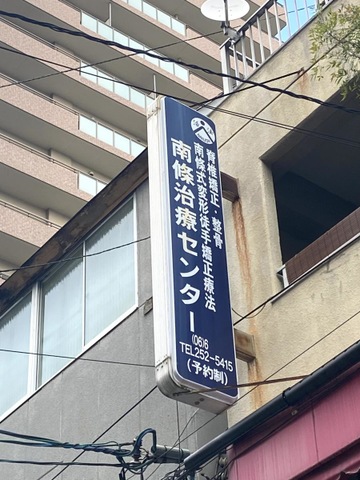 脊椎矯正・整骨
南條式変形徒手矯正療法
南條治療センター
(06)6
TEL252-5415
(予約制)